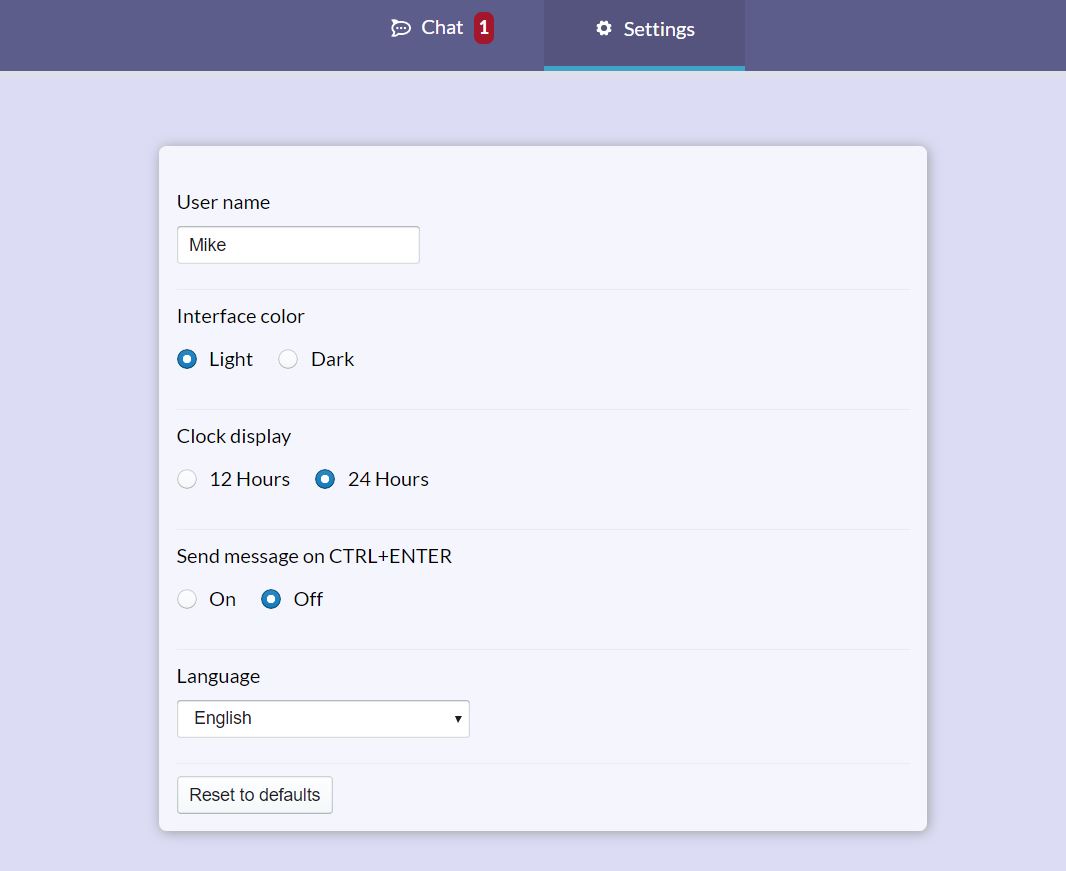 Chat 1 Settings
User name
Mike
Interface color
Light Dark
Clock display
12 Hours 24 Hours
Send message on CTRL+ENTER
On Off
Language
English
Reset to defaults